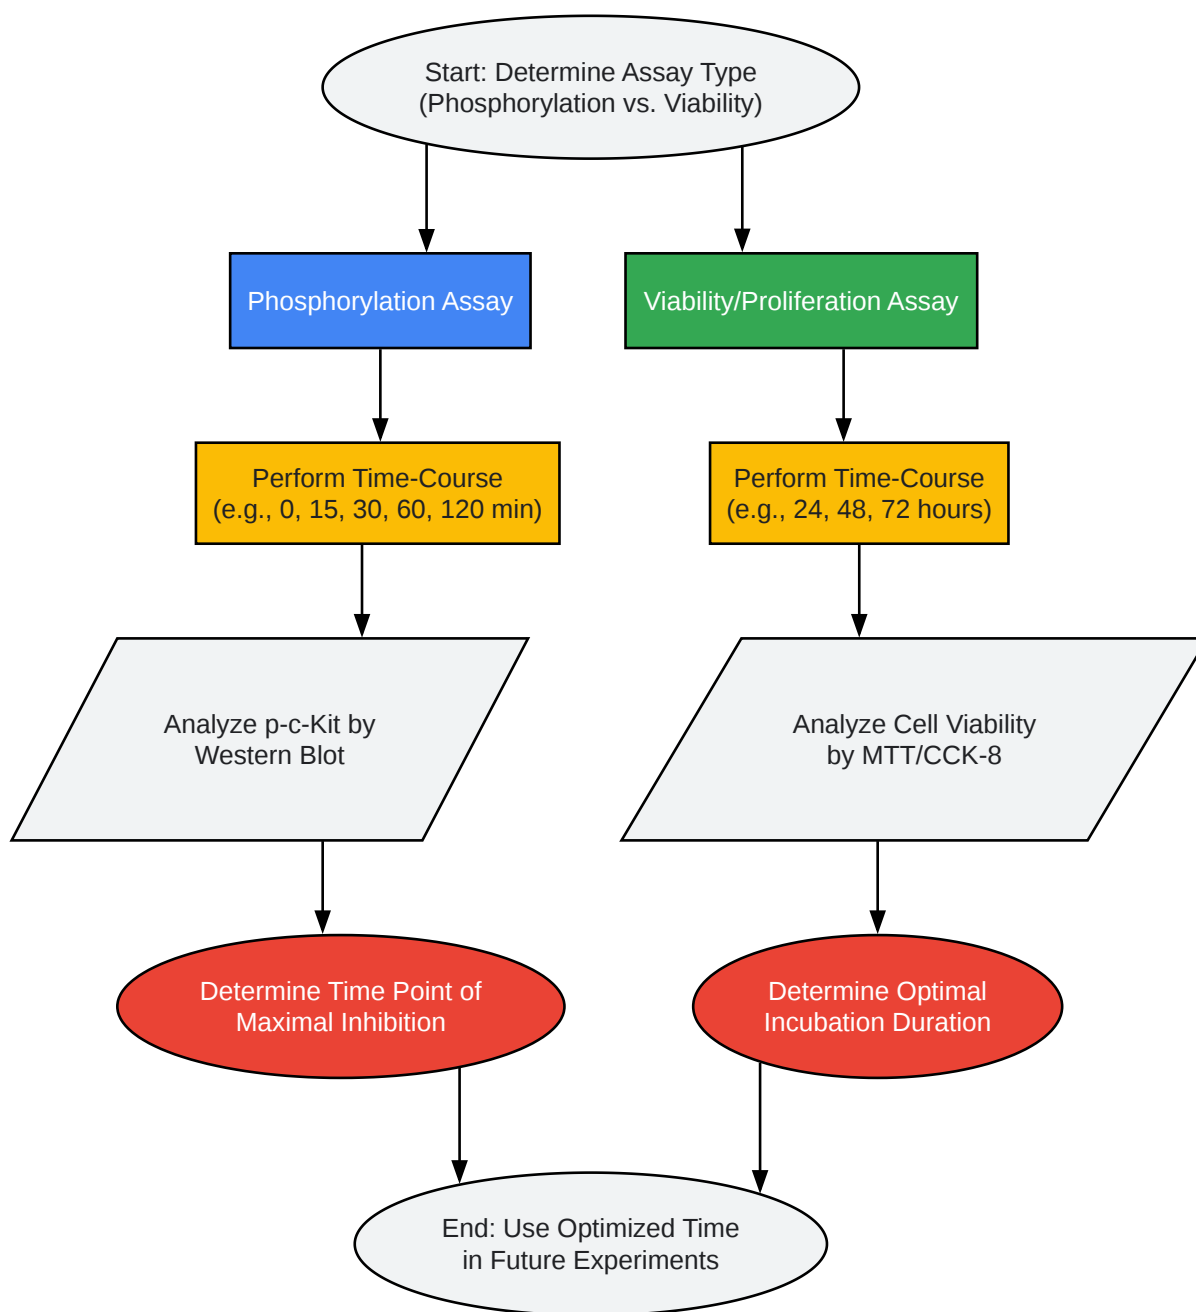 Start: Determine Assay Type
(Phosphorylation vs. Viability)
Phosphorylation Assay
Viability/Proliferation Assay
Perform Time-Course
(e.g., 0, 15, 30, 60, 120 min)
Perform Time-Course
(e.g., 24, 48, 72 hours)
Analyze p-c-Kit by
Western Blot
Analyze Cell Viability
by MTT/CCK-8
Determine Time Point of
Maximal Inhibition
Determine Optimal
Incubation Duration
End: Use Optimized Time
in Future Experiments